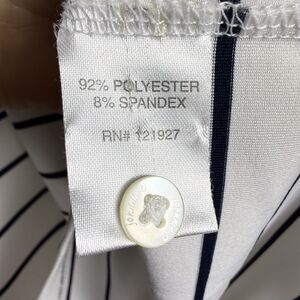 92% POLYESTER
8% SPANDEX
RN# 121927